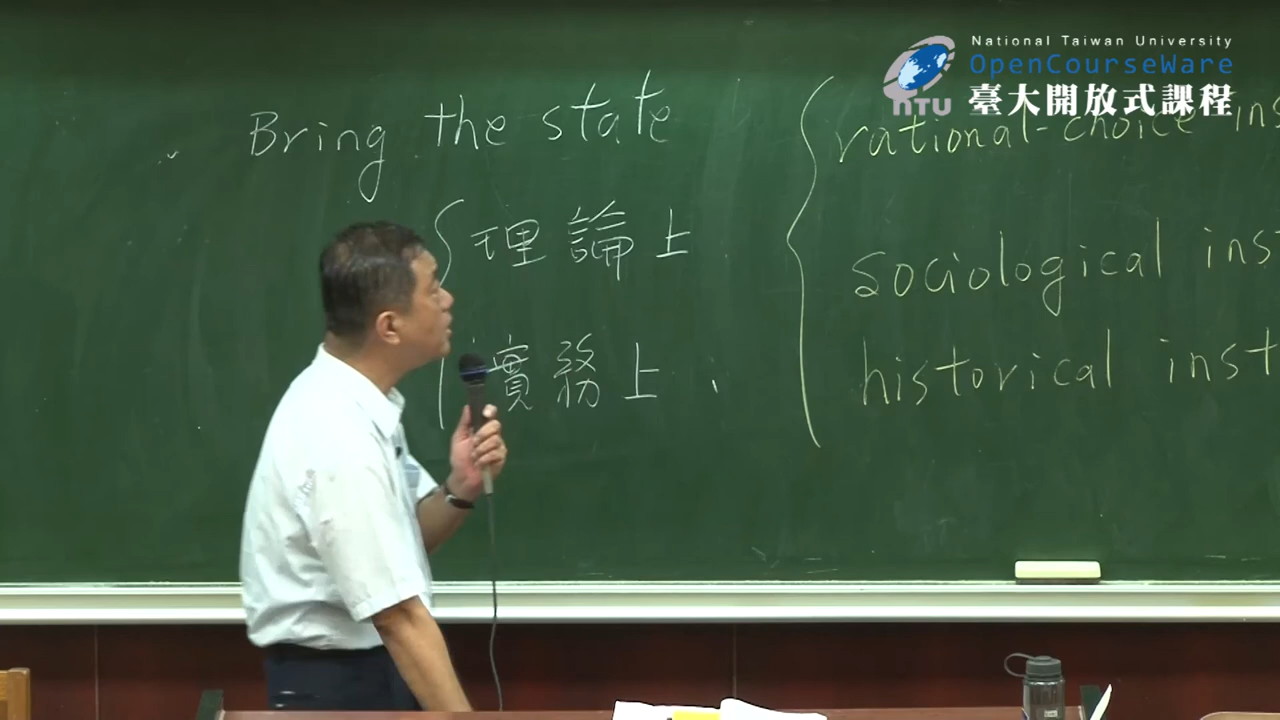 National Taiwan University
OpenCourseWare
NTU 臺大開放式課程
Bring the state
rational-choice ins
理論上
sociological inst
實務上、
historical inst